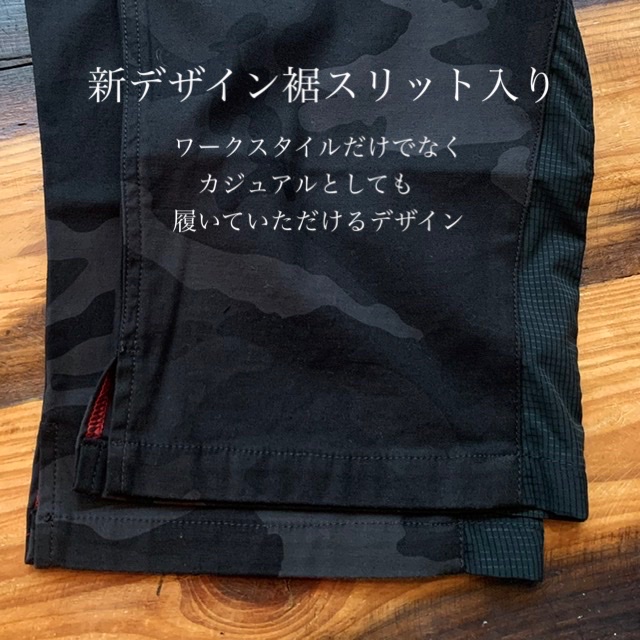 新デザイン裾スリット入り
ワークスタイルだけでなく
カジュアルとしても
履いていただけるデザイン